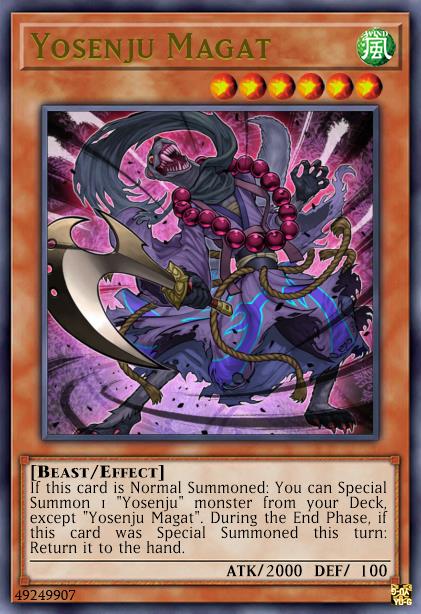 Yosenju Magat
WIND
風
[Beast/Effect]
If this card is Normal Summoned: You can Special
Summon 1 "Yosenju" monster from your Deck,
except "Yosenju Magat". During the End Phase, if
this card was Special Summoned this turn:
Return it to the hand.
ATK/2000 DEF/ 100
49249907